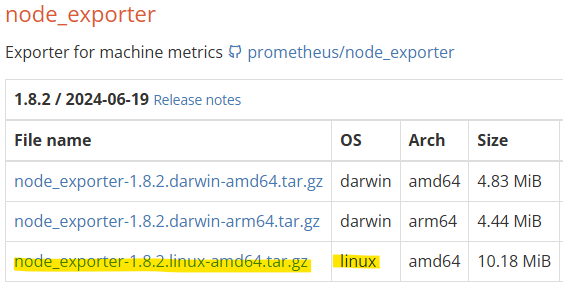 node_exporter
Exporter for machine metrics prometheus/node_exporter
1.8.2 / 2024-06-19 Release notes
File name OS Arch Size
node_exporter-1.8.2.darwin-amd64.tar.gz darwin amd64 4.83 MiB
node_exporter-1.8.2.darwin-arm64.tar.gz darwin arm64 4.44 MiB
node_exporter-1.8.2.linux-amd64.tar.gz linux amd64 10.18 MiB